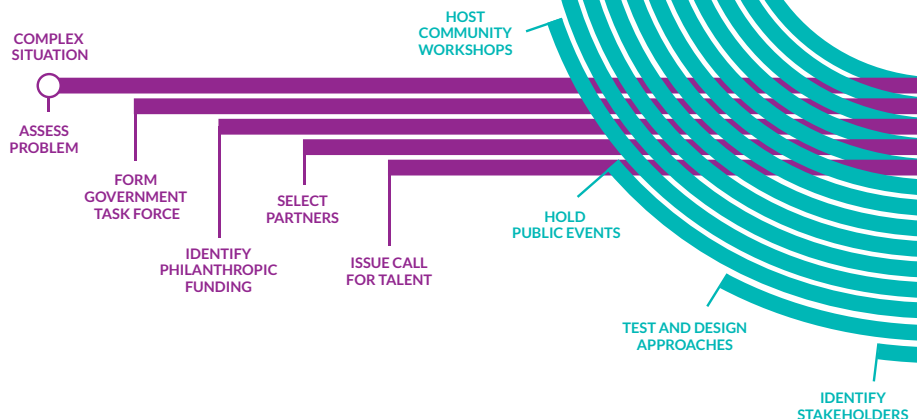 HOST
COMMUNITY
WORKSHOPS
COMPLEX
SITUATION
ASSESS
PROBLEM
FORM
GOVERNMENT
TASK FORCE
SELECT
PARTNERS
HOLD
PUBLIC EVENTS
IDENTIFY
PHILANTHROPIC
FUNDING
ISSUE CALL
FOR TALENT
TEST AND DESIGN
APPROACHES
IDENTIFY
STAKEHOLDERS